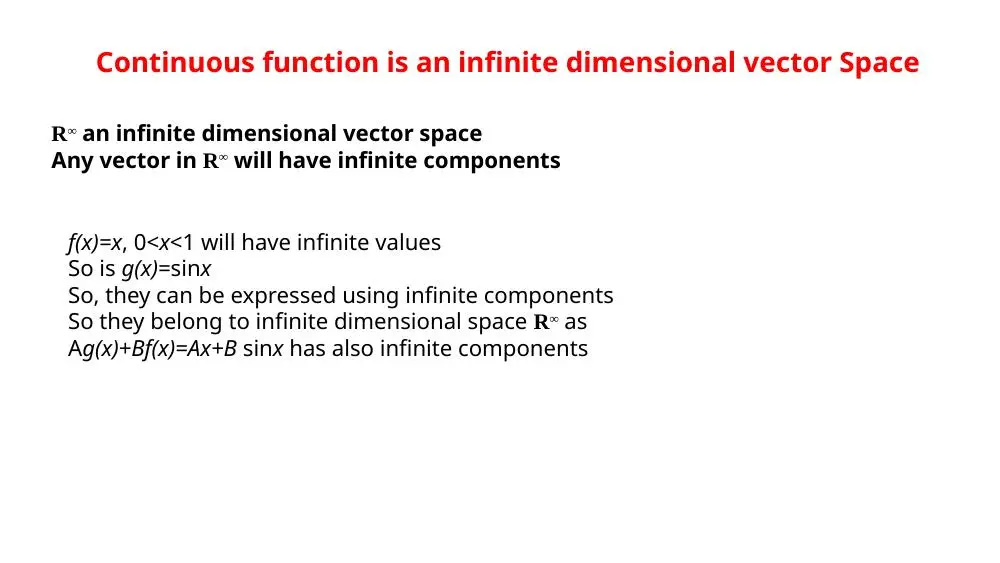 Continuous function is an infinite dimensional vector Space
R∞ an infinite dimensional vector space
Any vector in R∞ will have infinite components
f(x)=x, 0<x<1 will have infinite values
So is g(x)=sinx
So, they can be expressed using infinite components
So they belong to infinite dimensional space R∞ as
Ag(x)+Bf(x)=Ax+B sinx has also infinite components